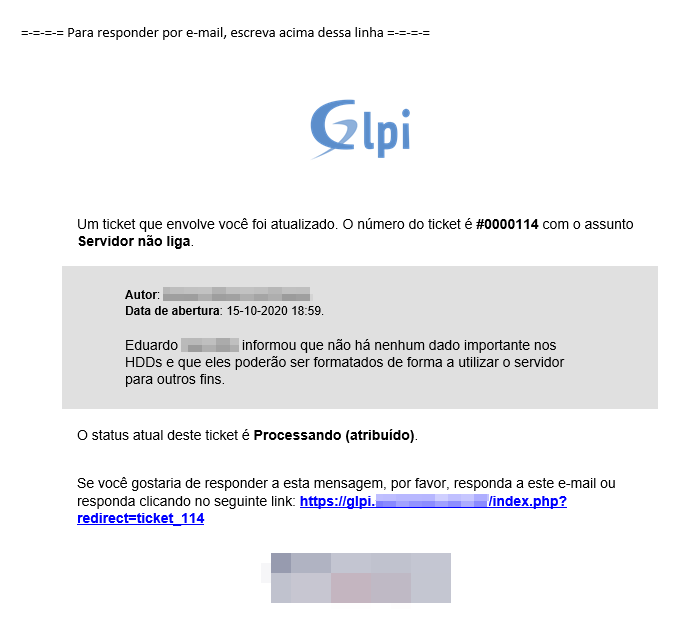 =-=-=-= Para responder por e-mail, escreva acima dessa linha =-=-=-=
Glpi
Um ticket que envolve você foi atualizado. O número do ticket é #0000114 com o assunto
Servidor não liga.
Autor:
Data de abertura: 15-10-2020 18:59.
Eduardo informou que não há nenhum dado importante nos
HDDs e que eles poderão ser formatados de forma a utilizar o servidor
para outros fins.
O status atual deste ticket é Processando (atribuído).
Se você gostaria de responder a esta mensagem, por favor, responda a este e-mail ou
responda clicando no seguinte link: https://glpi. /index.php?
redirect=ticket_114